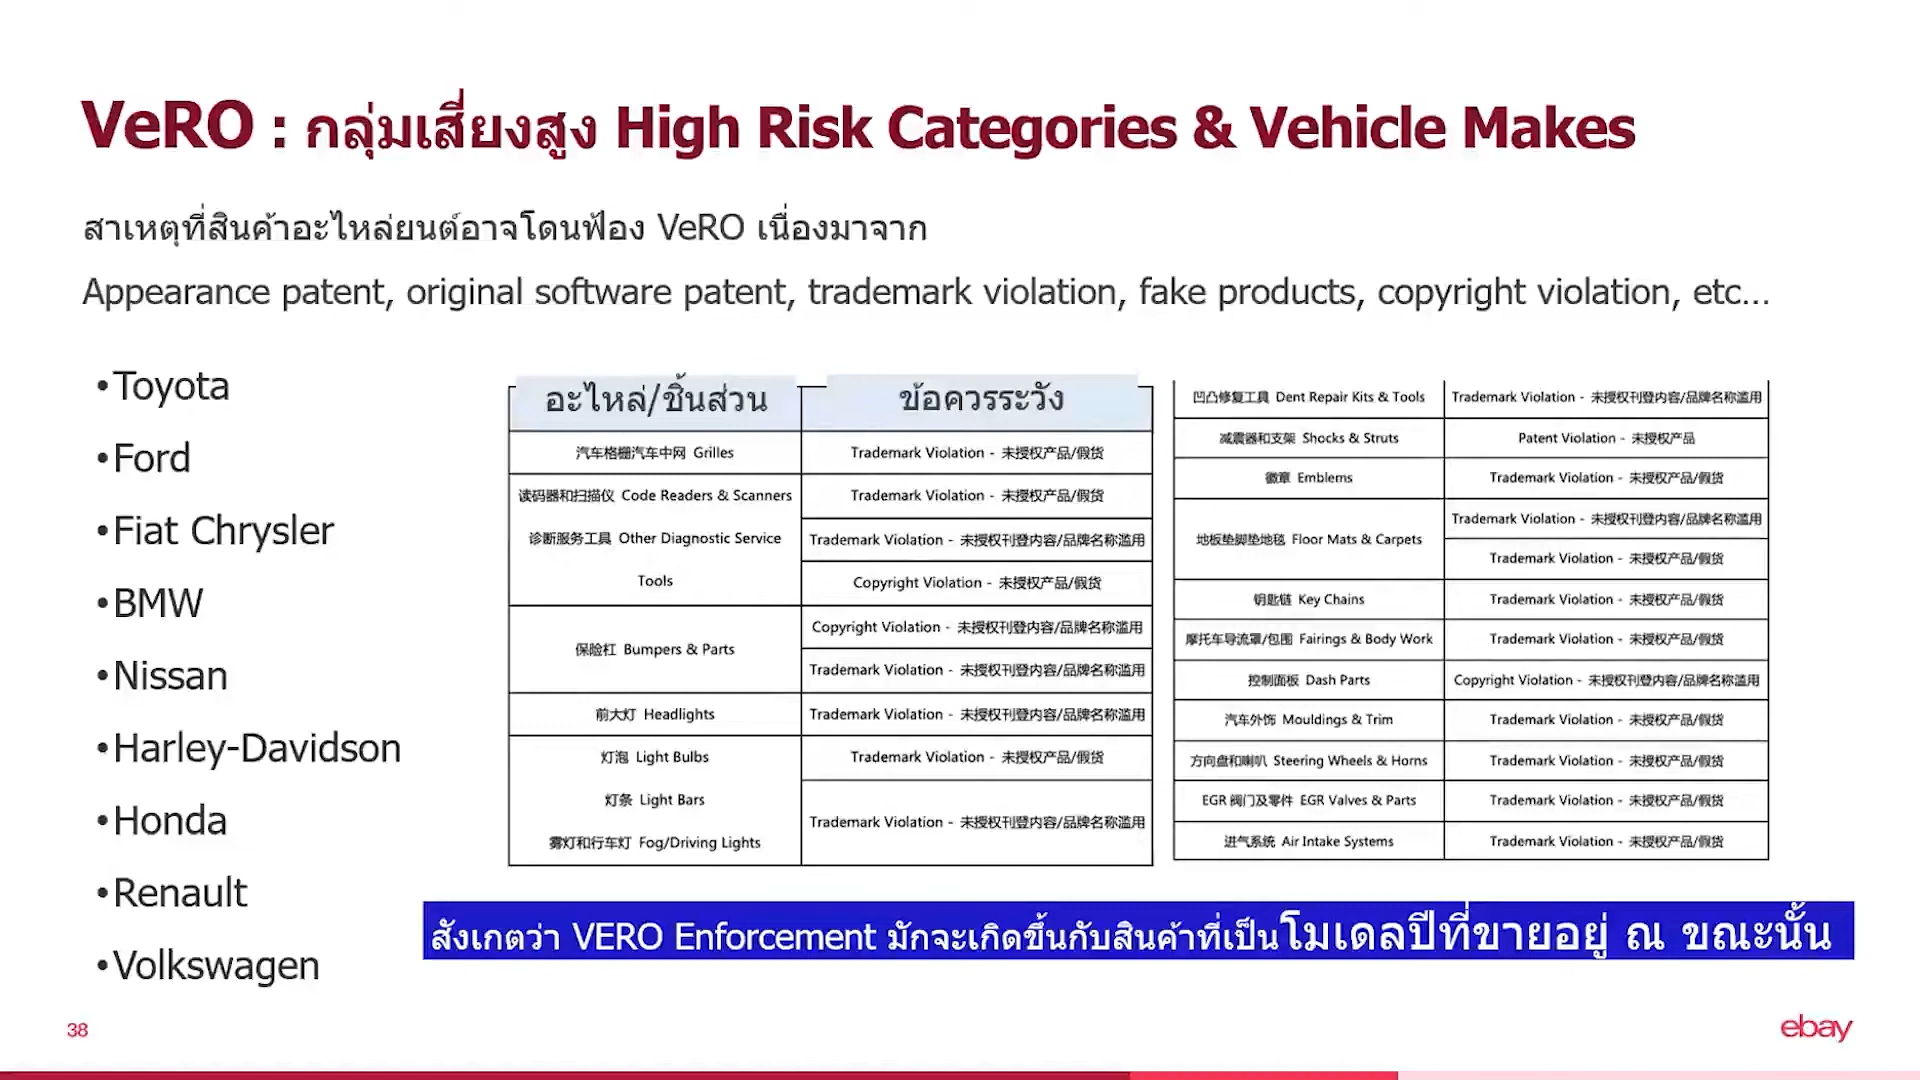 VeRO : กลุ่มเสี่ยงสูง High Risk Categories & Vehicle Makes
สาเหตุที่สินค้าอะไหล่ยนต์อาจโดนฟ้อง VeRO เนื่องมาจาก
Appearance patent, original software patent, trademark violation, fake products, copyright violation, etc...
•Toyota
•Ford
•Fiat Chrysler
•BMW
•Nissan
•Harley-Davidson
•Honda
•Renault
•Volkswagen
อะไหล่/ชิ้นส่วน ข้อควรระวัง
汽车格栅汽车中网 Grilles Trademark Violation - 未授权产品/假货
读码器和扫描仪 Code Readers & Scanners Trademark Violation - 未授权产品/假货
诊断服务工具 Other Diagnostic Service Trademark Violation - 未授权刊登内容/品牌名称滥用
Tools Copyright Violation - 未授权产品/假货
Copyright Violation - 未授权刊登内容/品牌名称滥用
保险杠 Bumpers & Parts
Trademark Violation - 未授权刊登内容/品牌名称滥用
前大灯 Headlights Trademark Violation - 未授权刊登内容/品牌名称滥用
灯泡 Light Bulbs Trademark Violation - 未授权产品/假货
灯条 Light Bars
Trademark Violation - 未授权刊登内容/品牌名称滥用
雾灯和行车灯 Fog/Driving Lights
凹凸修复工具 Dent Repair Kits & Tools Trademark Violation - 未授权刊登内容/品牌名称滥用
减震器和支架 Shocks & Struts Patent Violation - 未授权产品
徽章 Emblems Trademark Violation - 未授权产品/假货
Trademark Violation - 未授权刊登内容/品牌名称滥用
地板垫脚垫地毯 Floor Mats & Carpets
Trademark Violation - 未授权产品/假货
钥匙链 Key Chains Trademark Violation - 未授权产品/假货
摩托车导流罩/包围 Fairings & Body Work Trademark Violation - 未授权产品/假货
控制面板 Dash Parts Copyright Violation - 未授权刊登内容/品牌名称滥用
汽车外饰 Mouldings & Trim Trademark Violation - 未授权产品/假货
方向盘和喇叭 Steering Wheels & Horns Trademark Violation - 未授权产品/假货
EGR 阀门及零件 EGR Valves & Parts Trademark Violation - 未授权产品/假货
进气系统 Air Intake Systems Trademark Violation - 未授权产品/假货
สังเกตว่า VERO Enforcement มักจะเกิดขึ้นกับสินค้าที่เป็นโมเดลปีที่ขายอยู่ ณ ขณะนั้น
38
ebay